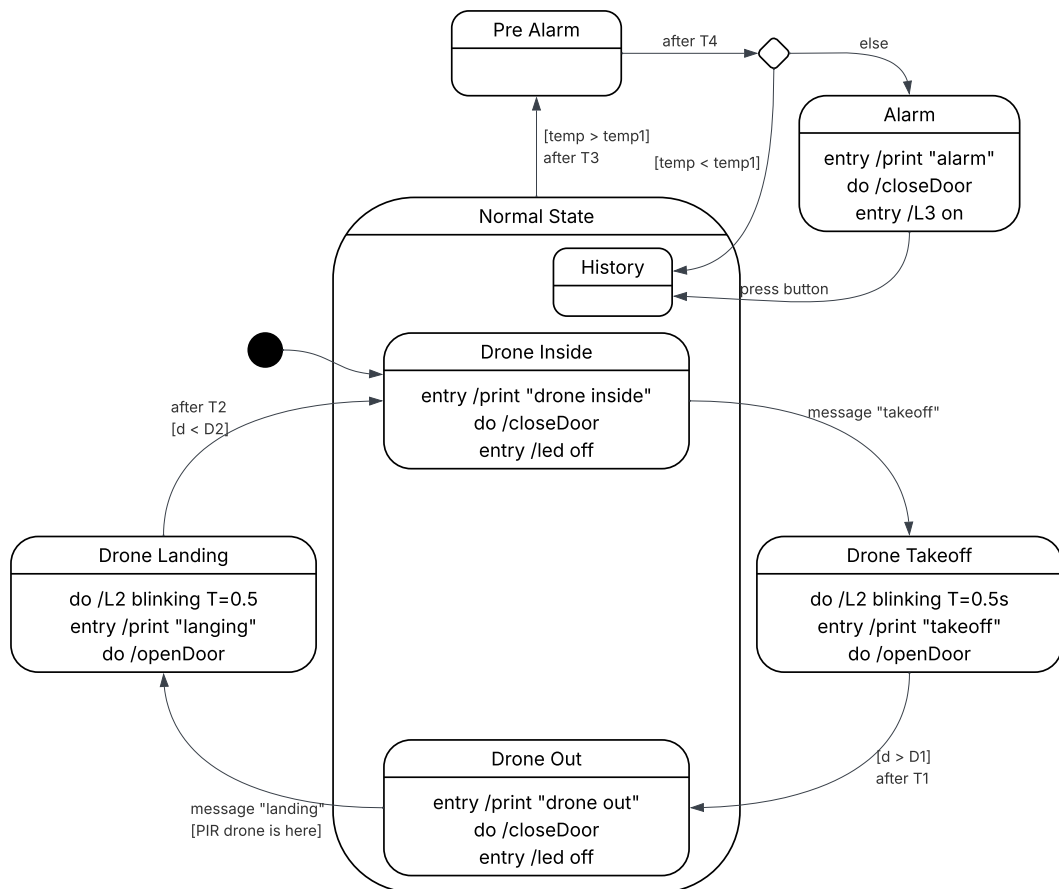 Pre Alarm
after T4
else
Alarm
entry /print "alarm"
do /closeDoor
entry /L3 on
[temp > temp1]
after T3
[temp < temp1]
Normal State
History
press button
Drone Inside
entry /print "drone inside"
do /closeDoor
entry /led off
after T2
[d < D2]
message "takeoff"
Drone Landing
do /L2 blinking T=0.5
entry /print "langing"
do /openDoor
Drone Takeoff
do /L2 blinking T=0.5s
entry /print "takeoff"
do /openDoor
Drone Out
entry /print "drone out"
do /closeDoor
entry /led off
[d > D1]
after T1
message "landing"
[PIR drone is here]